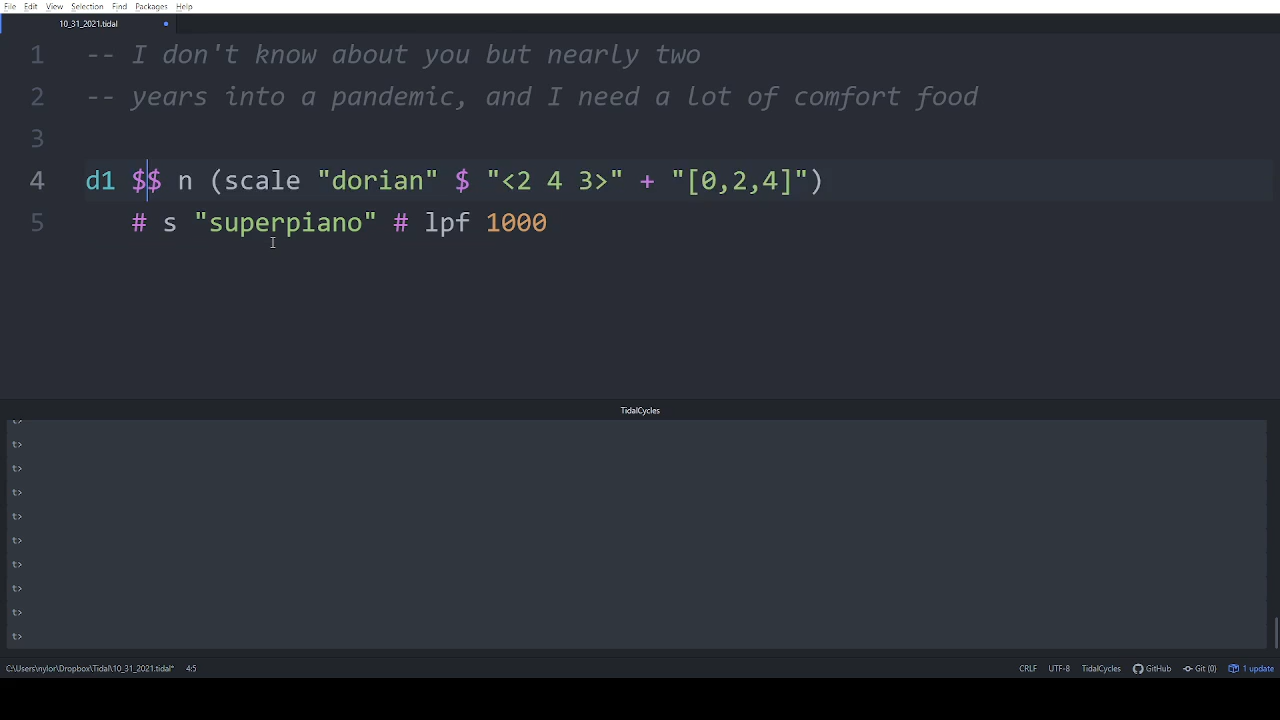 File Edit View Selection Find Packages Help
10_31_2021.tidal
1 -- I don't know about you but nearly two
2 -- years into a pandemic, and I need a lot of comfort food
3
4 d1 $$ n (scale "dorian" $ "<2 4 3>" + "[0,2,4]")
5 # s "superpiano" # lpf 1000
TidalCycles
t>
t>
t>
t>
t>
t>
t>
t>
t>
t>
C:\Users\nylor\Dropbox\Tidal\10_31_2021.tidal* 4:5 CRLF UTF-8 TidalCycles GitHub Git (0) 1 update